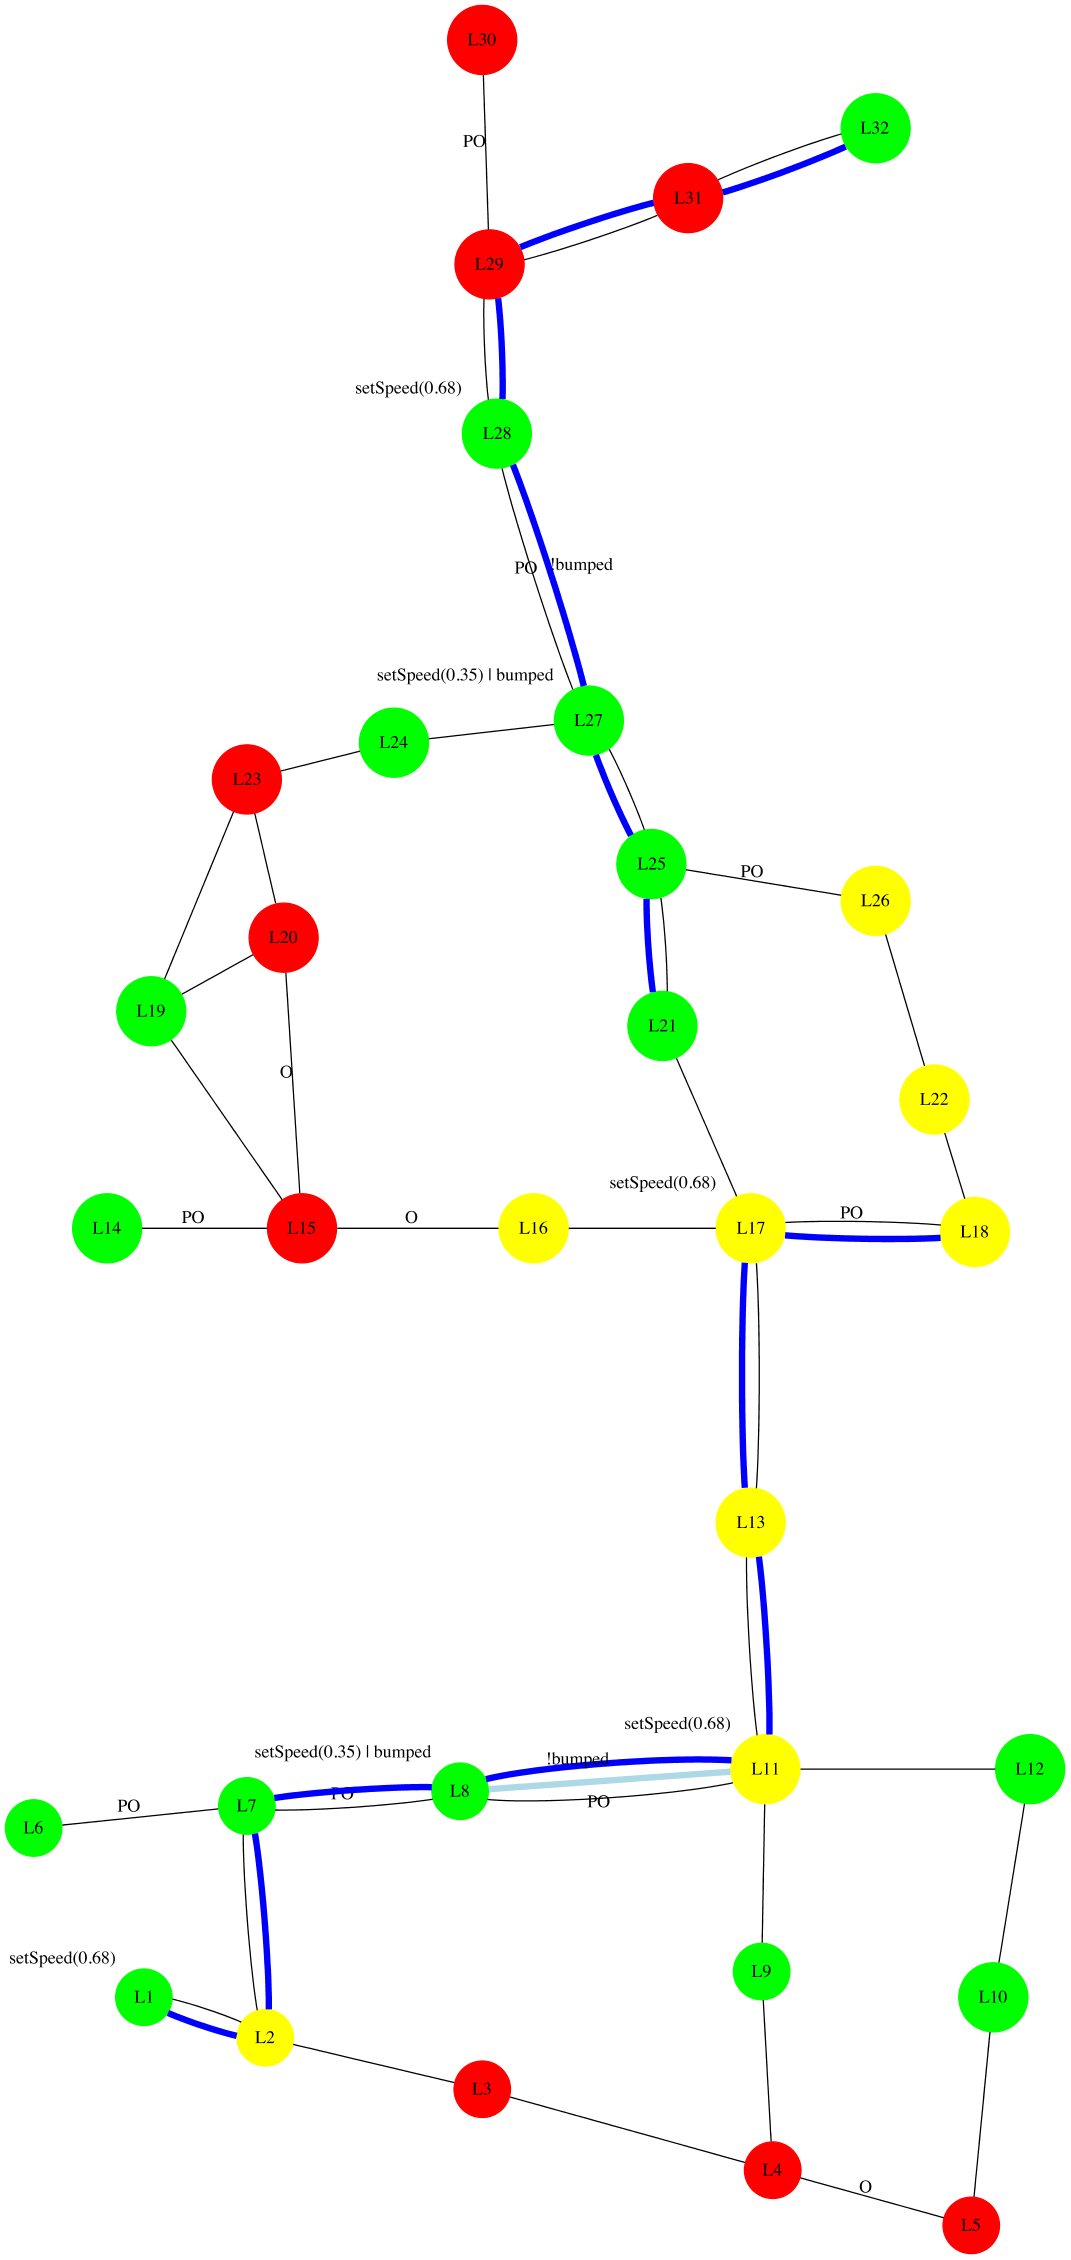 L30
L32
PO
L31
L29
setSpeed(0.68)
L28
PO
!bumped
setSpeed(0.35) | bumped
L27
L24
L23
L25
PO
L26
L20
L19
L21
O
L22
setSpeed(0.68)
L14
PO
L15
O
L16
L17
PO
L18
L13
setSpeed(0.68)
setSpeed(0.35) | bumped
!bumped
L11
L12
L8
PO
PO
L7
PO
L6
setSpeed(0.68)
L9
L1
L10
L2
L3
L4
O
L5